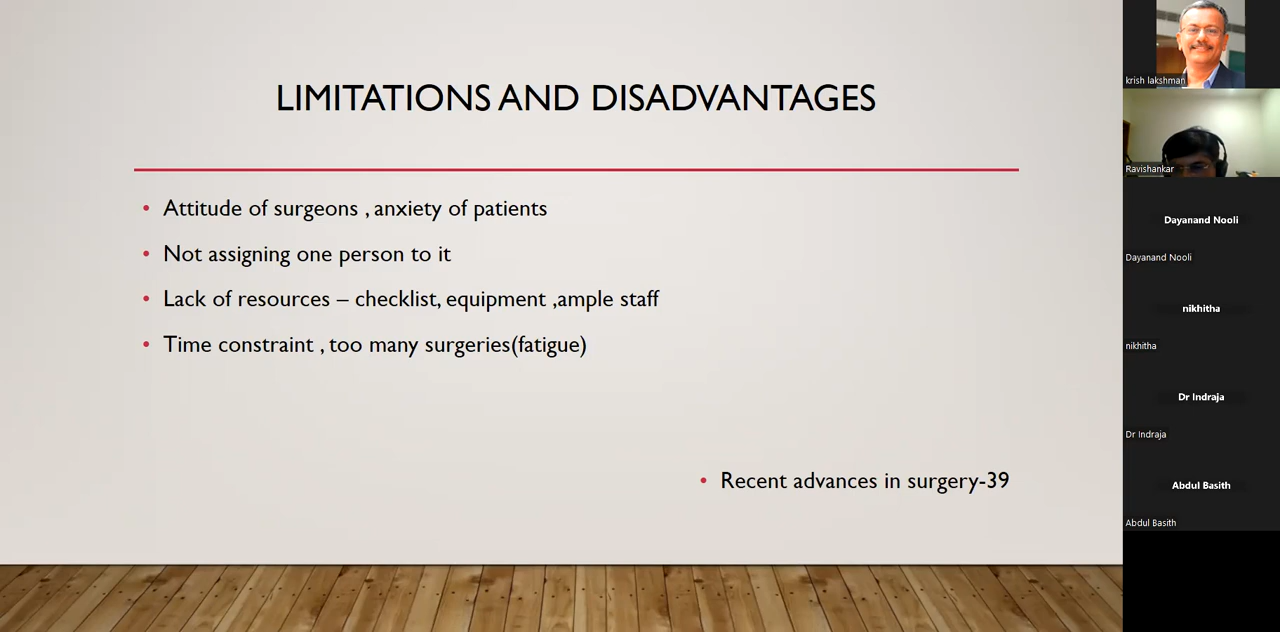 LIMITATIONS AND DISADVANTAGES
• Attitude of surgeons , anxiety of patients
• Not assigning one person to it
• Lack of resources – checklist, equipment ,ample staff
• Time constraint , too many surgeries(fatigue)
• Recent advances in surgery-39
krish lakshman
Ravishankar
Dayanand Nooli
Dayanand Nooli
nikhitha
nikhitha
Dr Indraja
Dr Indraja
Abdul Basith
Abdul Basith